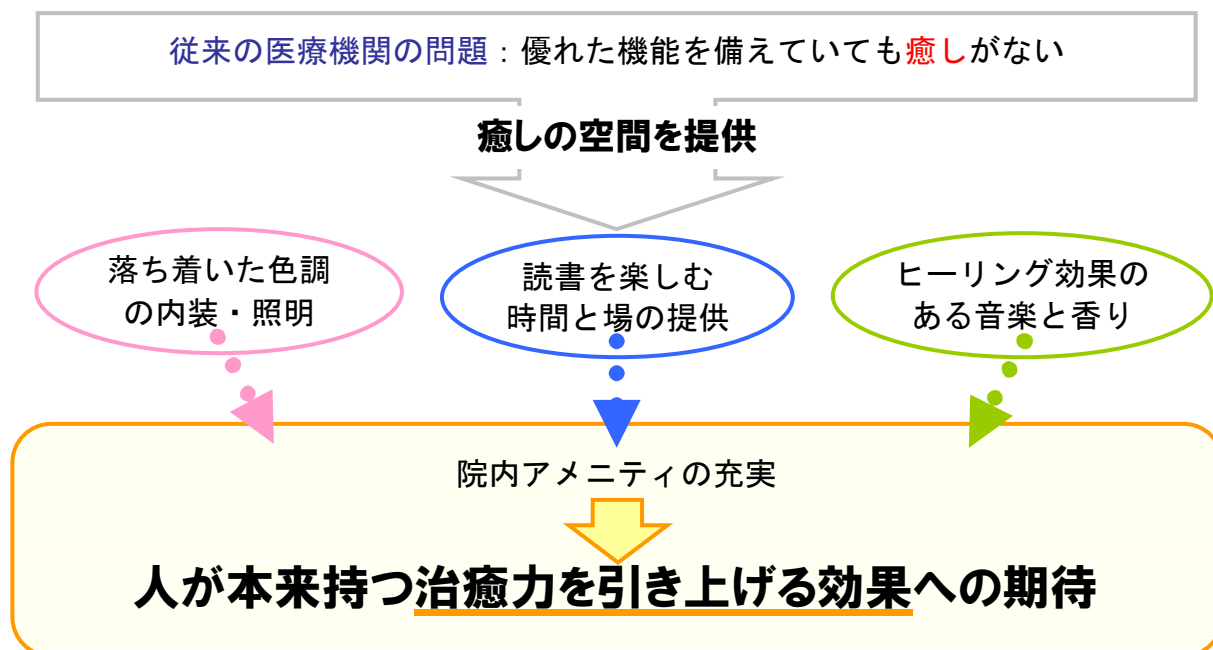 従来の医療機関の問題：優れた機能を備えていても癒しがない
癒しの空間を提供
落ち着いた色調
の内装・照明
読書を楽しむ
時間と場の提供
ヒーリング効果の
ある音楽と香り
院内アメニティの充実
人が本来持つ治癒力を引き上げる効果への期待